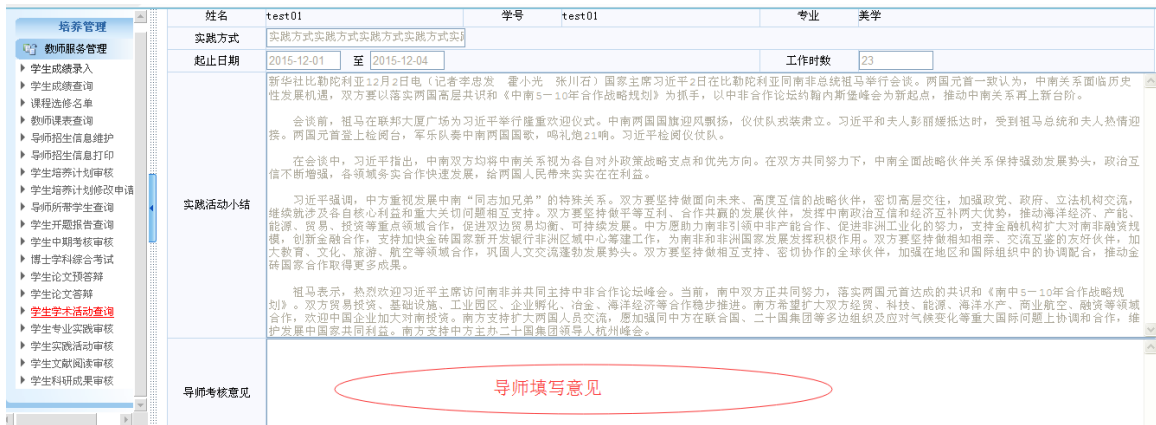 培养管理
教师服务管理
学生成绩录入
学生成绩查询
课程选修名单
教师课表查询
导师招生信息维护
导师招生信息打印
学生培养计划审核
学生培养计划修改申请
导师所带学生查询
学生开题报告查询
学生中期考核审核
博士学科综合考试
学生论文预答辩
学生论文答辩
学生学术活动查询
学生专业实践审核
学生实践活动审核
学生文献阅读审核
学生科研成果审核
姓名 test01 学号 test01 专业 美学
实践方式 实践方式实践方式实践方式实践方式实
起止日期 2015-12-01 至 2015-12-04 工作时数 23
实践活动小结
新华社比勒陀利亚12月2日电（记者李忠发 霍小光 张川石）国家主席习近平2日在比勒陀利亚同南非总统祖马举行会谈。两国元首一致认为，中南关系面临历史
性发展机遇，双方要以落实两国高层共识和《中南5－10年合作战略规划》为抓手，以中非合作论坛约翰内斯堡峰会为新起点，推动中南关系再上新台阶。
会谈前，祖马在联邦大厦广场为习近平举行隆重欢迎仪式。中南两国国旗迎风飘扬，仪仗队戎装肃立。习近平和夫人彭丽媛抵达时，受到祖马总统和夫人热情迎
接。两国元首登上检阅台，军乐队奏中南两国国歌，鸣礼炮21响。习近平检阅仪仗队。
在会谈中，习近平指出，中南双方均将中南关系视为各自对外政策战略支点和优先方向。在双方共同努力下，中南全面战略伙伴关系保持强劲发展势头，政治互
信不断增强，各领域务实合作快速发展，给两国人民带来实实在在利益。
习近平强调，中方重视发展中南“同志加兄弟”的特殊关系。双方要坚持做面向未来、高度互信的战略伙伴，密切高层交往，加强政党、政府、立法机构交流，
继续就涉及各自核心利益和重大关切问题相互支持。双方要坚持做平等互利、合作共赢的发展伙伴，发挥中南政治互信和经济互补两大优势，推动海洋经济、产能、
能源、贸易、投资等重点领域合作，促进双边贸易均衡、可持续发展。中方愿助力南非引领中非产能合作、促进非洲工业化的努力，支持金融机构扩大对南非融资规
模，创新金融合作，支持加快金砖国家新开发银行非洲区域中心筹建工作，为南非和非洲国家发展发挥积极作用。双方要坚持做相知相亲、交流互鉴的友好伙伴，加
大教育、文化、旅游、航空等领域合作，巩固人文交流蓬勃发展势头。双方要坚持做相互支持、密切协作的全球伙伴，加强在地区和国际组织中的协调配合，推动金
砖国家合作取得更多成果。
祖马表示，热烈欢迎习近平主席访问南非并共同主持中非合作论坛峰会。当前，南中双方正共同努力，落实两国元首达成的共识和《南中5－10年合作战略规
划》。双方贸易投资、基础设施、工业园区、企业孵化、冶金、海洋经济等合作稳步推进。南方希望扩大双方经贸、科技、能源、海洋水产、商业航空、融资等领域
合作，欢迎中国企业加大对南投资。南方支持扩大两国人员交流，愿加强同中方在联合国、二十国集团等多边组织及应对气候变化等重大国际问题上协调和合作，维
护发展中国家共同利益。南方支持中方主办二十国集团领导人杭州峰会。
导师考核意见
导师填写意见